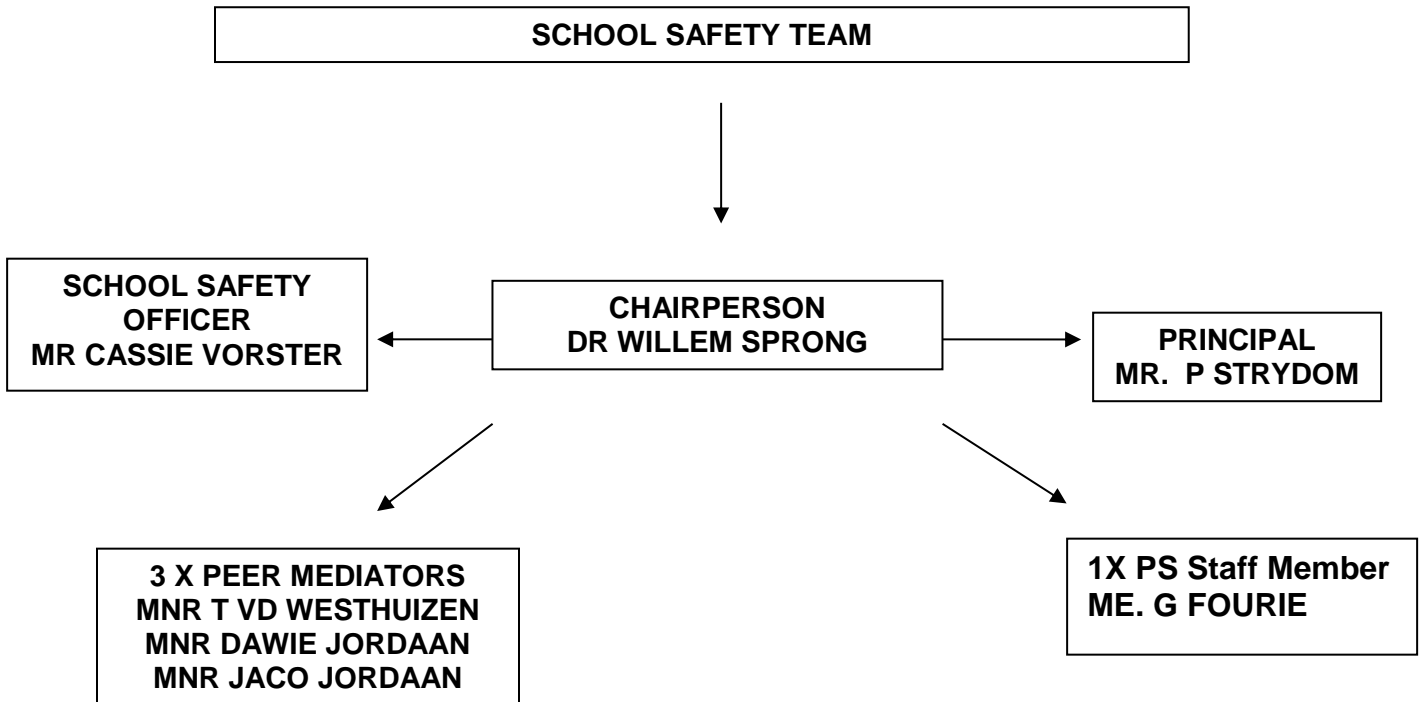 SCHOOL SAFETY TEAM
SCHOOL SAFETY
OFFICER
MR CASSIE VORSTER
CHAIRPERSON
DR WILLEM SPRONG
PRINCIPAL
MR. P STRYDOM
3 X PEER MEDIATORS
MNR T VD WESTHUIZEN
MNR DAWIE JORDAAN
MNR JACO JORDAAN
1X PS Staff Member
ME. G FOURIE